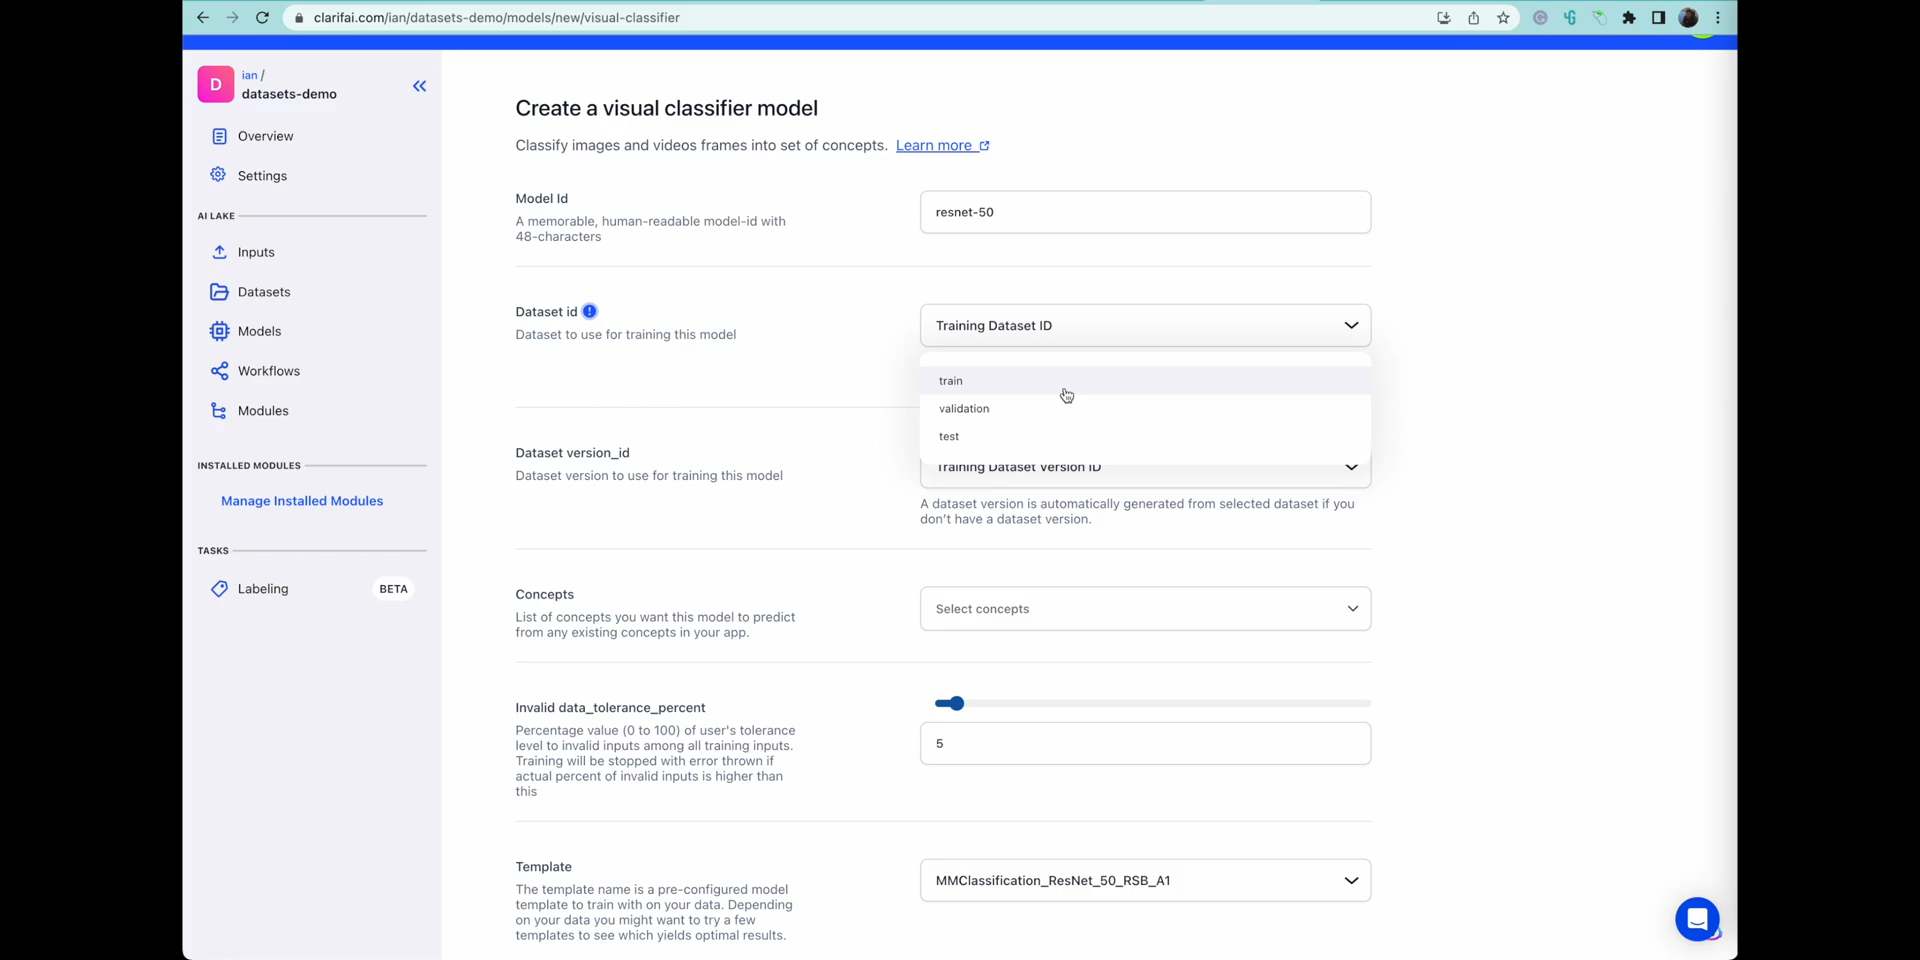 clarifai.com/ian/datasets-demo/models/new/visual-classifier
D
ian /
datasets-demo
Overview
Settings
AI LAKE
Inputs
Datasets
Models
Workflows
Modules
INSTALLED MODULES
Manage Installed Modules
TASKS
Labeling
BETA
Create a visual classifier model
Classify images and videos frames into set of concepts. Learn more
Model Id
A memorable, human-readable model-id with
48-characters
resnet-50
Dataset id
Dataset to use for training this model
Training Dataset ID
train
validation
test
Dataset version_id
Dataset version to use for training this model
Training Dataset Version ID
A dataset version is automatically generated from selected dataset if you
don't have a dataset version.
Concepts
List of concepts you want this model to predict
from any existing concepts in your app.
Select concepts
Invalid data_tolerance_percent
Percentage value (0 to 100) of user's tolerance
level to invalid inputs among all training inputs.
Training will be stopped with error thrown if
actual percent of invalid inputs is higher than
this
5
Template
The template name is a pre-configured model
template to train with on your data. Depending
on your data you might want to try a few
templates to see which yields optimal results.
MMClassification_ResNet_50_RSB_A1